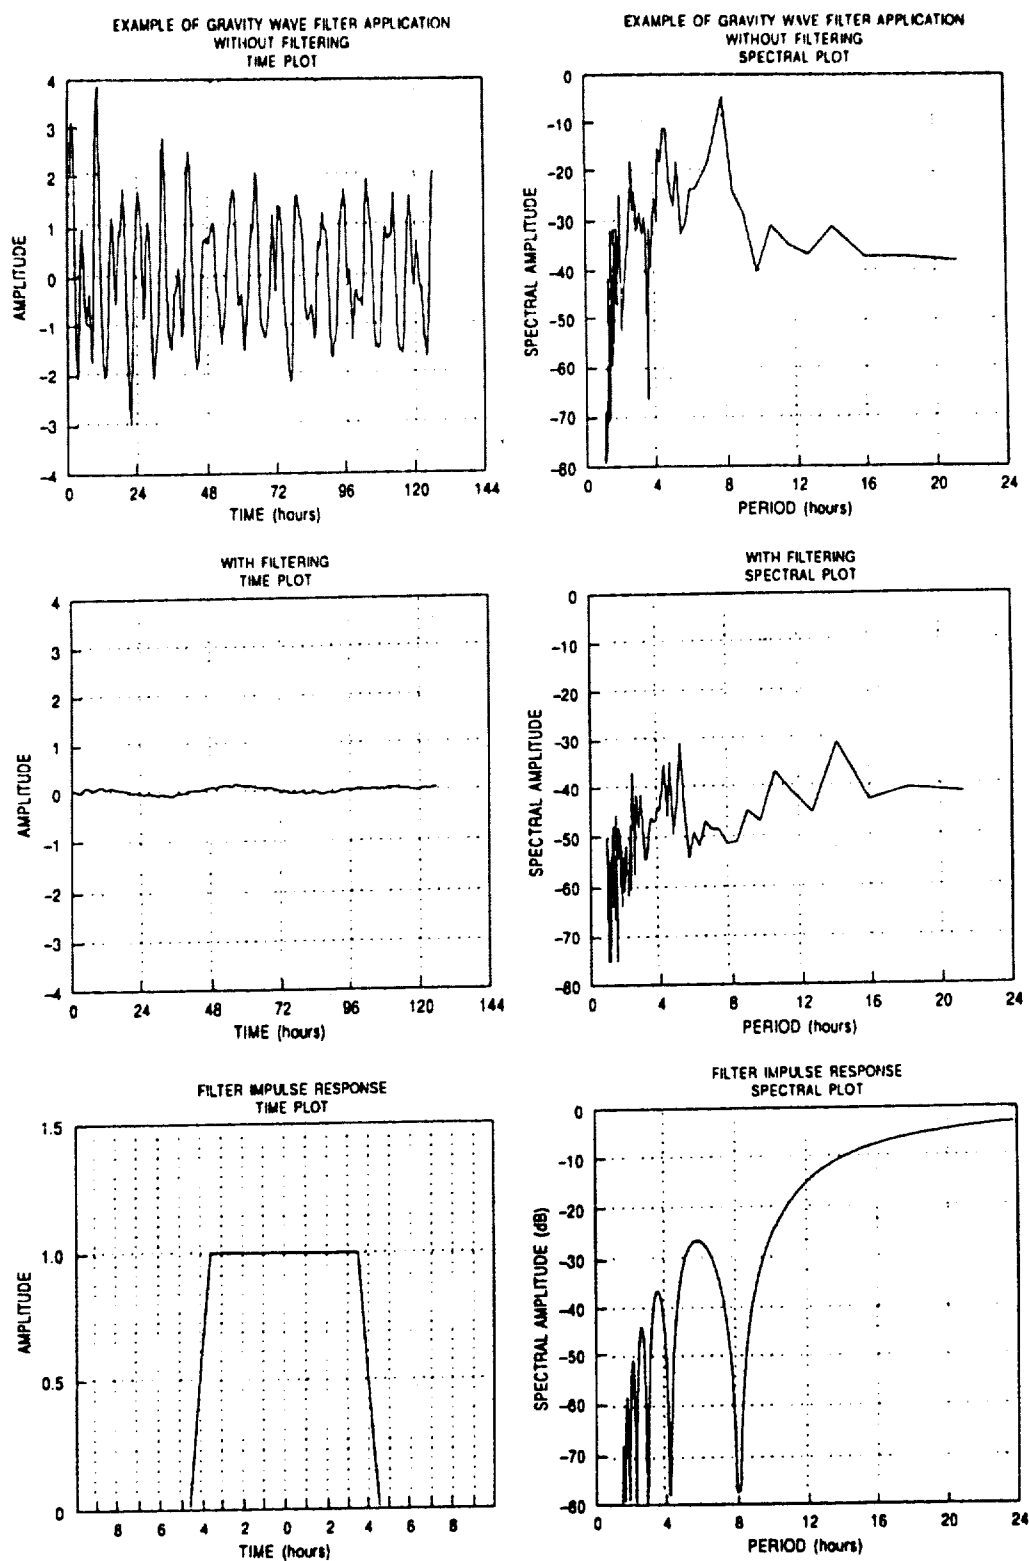 EXAMPLE OF GRAVITY WAVE FILTER APPLICATION
WITHOUT FILTERING
TIME PLOT
4
3
2
1
0
-1
-2
-3
-4
AMPLITUDE
0 24 48 72 96 120 144
TIME (hours)
EXAMPLE OF GRAVITY WAVE FILTER APPLICATION
WITHOUT FILTERING
SPECTRAL PLOT
0
-10
-20
-30
-40
-50
-60
-70
-80
SPECTRAL AMPLITUDE
0 4 8 12 16 20 24
PERIOD (hours)
WITH FILTERING
TIME PLOT
4
3
2
1
0
-1
-2
-3
-4
AMPLITUDE
0 24 48 72 96 120 144
TIME (hours)
WITH FILTERING
SPECTRAL PLOT
0
-10
-20
-30
-40
-50
-60
-70
-80
SPECTRAL AMPLITUDE
0 4 8 12 16 20 24
PERIOD (hours)
FILTER IMPULSE RESPONSE
TIME PLOT
1.5
1.0
0.5
0
AMPLITUDE
8 6 4 2 0 2 4 6 8
TIME (hours)
FILTER IMPULSE RESPONSE
SPECTRAL PLOT
0
-10
-20
-30
-40
-50
-60
-70
-80
SPECTRAL AMPLITUDE (dB)
0 4 8 12 16 20 24
PERIOD (hours)